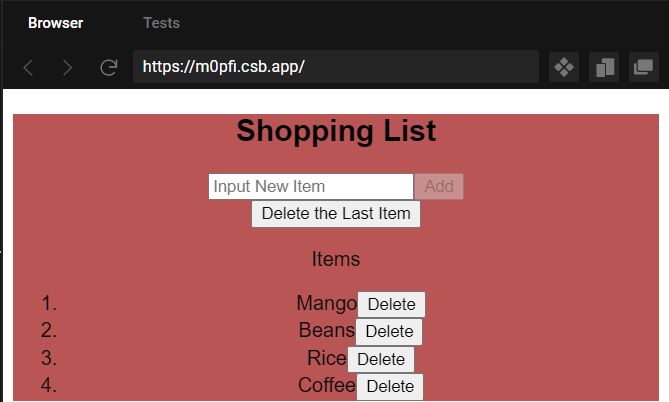 Browser Tests
https://m0pfi.csb.app/
Shopping List
Input New Item Add
Delete the Last Item
Items
1. Mango Delete
2. Beans Delete
3. Rice Delete
4. Coffee Delete